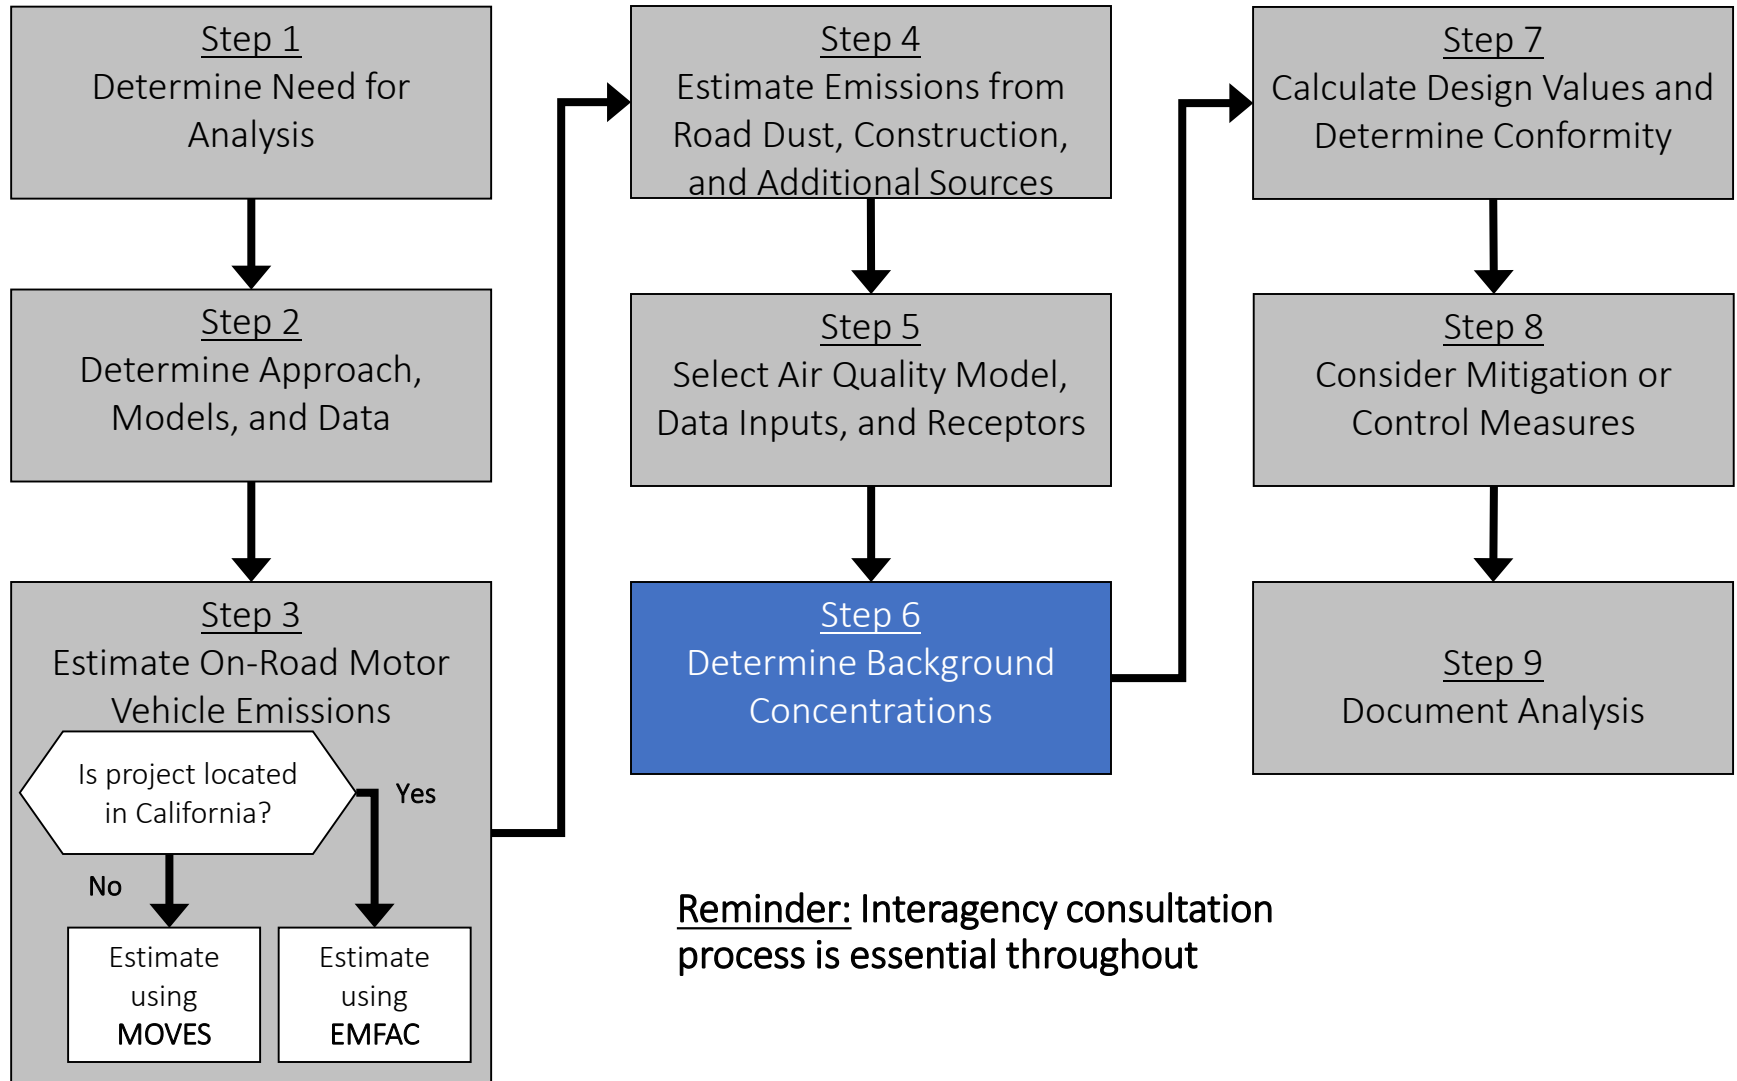 Step 1
Determine Need for
Analysis
Step 2
Determine Approach,
Models, and Data
Step 3
Estimate On-Road Motor
Vehicle Emissions
Is project located
in California?
Yes
No
Estimate
using
MOVES
Estimate
using
EMFAC
Step 4
Estimate Emissions from
Road Dust, Construction,
and Additional Sources
Step 5
Select Air Quality Model,
Data Inputs, and Receptors
Step 6
Determine Background
Concentrations
Step 7
Calculate Design Values and
Determine Conformity
Step 8
Consider Mitigation or
Control Measures
Step 9
Document Analysis
Reminder: Interagency consultation
process is essential throughout